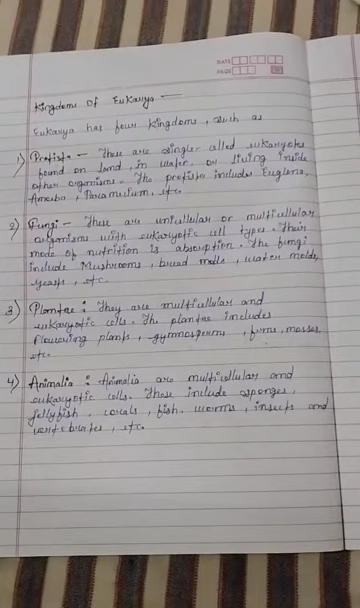 DATE
PAGE
Kingdoms Of Eukarya —
Eukarya has four kingdoms, such as
1) Protista - These are single celled eukaryotes
found on land, in water, or living inside
other organisms. The protista includes Euglena,
Amoeba, Paramecium, etc.
2) Fungi - These are unicellular or multicellular
organisms with eukaryotic cell types. Their
mode of nutrition is absorption. The fungi
include Mushrooms, bread molds, water molds,
yeasts, etc.
3) Plantae : They are multicellular and
eukaryotic cells. The plantae includes
flowering plants, gymnosperms, ferns, mosses,
etc.
4) Animalia : Animalia are multicellular and
eukaryotic cells. These include sponges,
jellyfish, corals, fish, worms, insects and
vertebrates, etc.